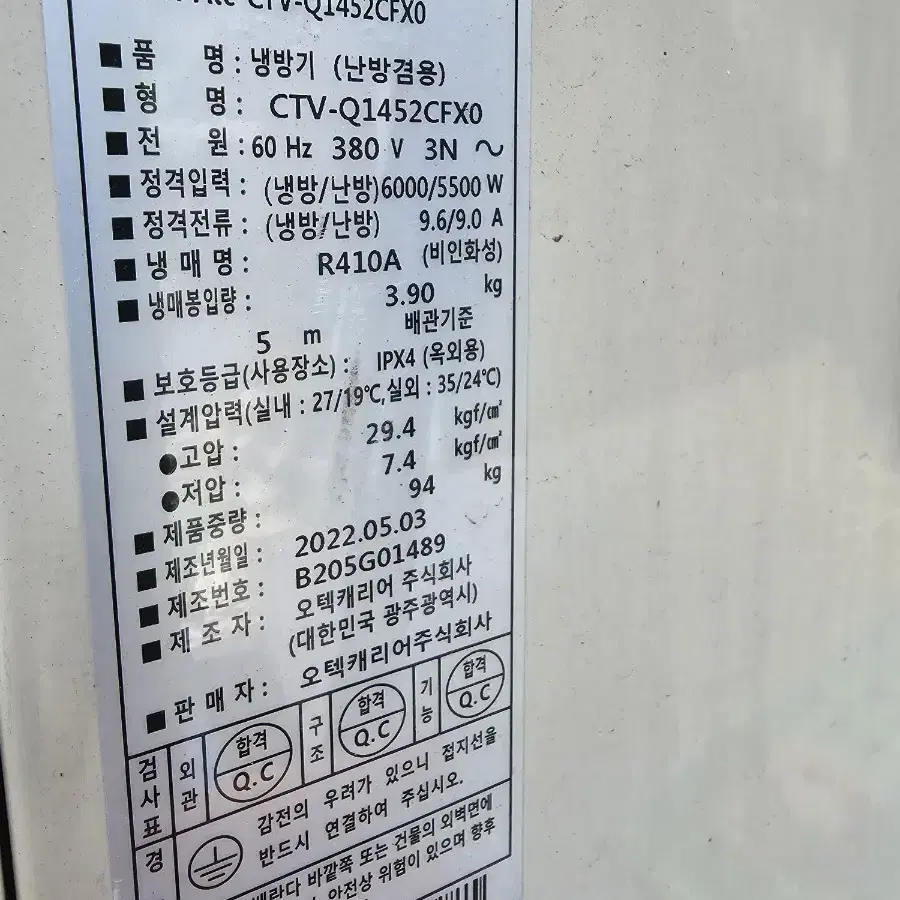 CTV-Q1452CFX0
■ 품 명 : 냉방기 (난방겸용)
■ 형 명 : CTV-Q1452CFX0
■ 전 원 : 60 Hz 380 V 3N ～
■ 정격입력 : (냉방/난방)6000/5500 W
■ 정격전류 : (냉방/난방) 9.6/9.0 A
■ 냉 매 명 : R410A (비인화성)
■ 냉매봉입량 : 3.90 kg
5 m 배관기준
■ 보호등급(사용장소) : IPX4 (옥외용)
■ 설계압력(실내 : 27/19℃,실외 : 35/24℃)
●고압 : 29.4 kgf/㎠
●저압 : 7.4 kgf/㎠
■ 제품중량 : 94 kg
■ 제조년월일 : 2022.05.03
■ 제조번호 : B205G01489
■ 제 조 자 : 오텍캐리어 주식회사
(대한민국 광주광역시)
■ 판 매 자 : 오텍캐리어주식회사
검사표 외관 합격 Q.C 구조 합격 Q.C 기능 합격 Q.C
경 감전의 우려가 있으니 접지선을
반드시 연결하여 주십시오.
베란다 바깥쪽 또는 건물의 외벽면에
안전상 위험이 있으며 향후